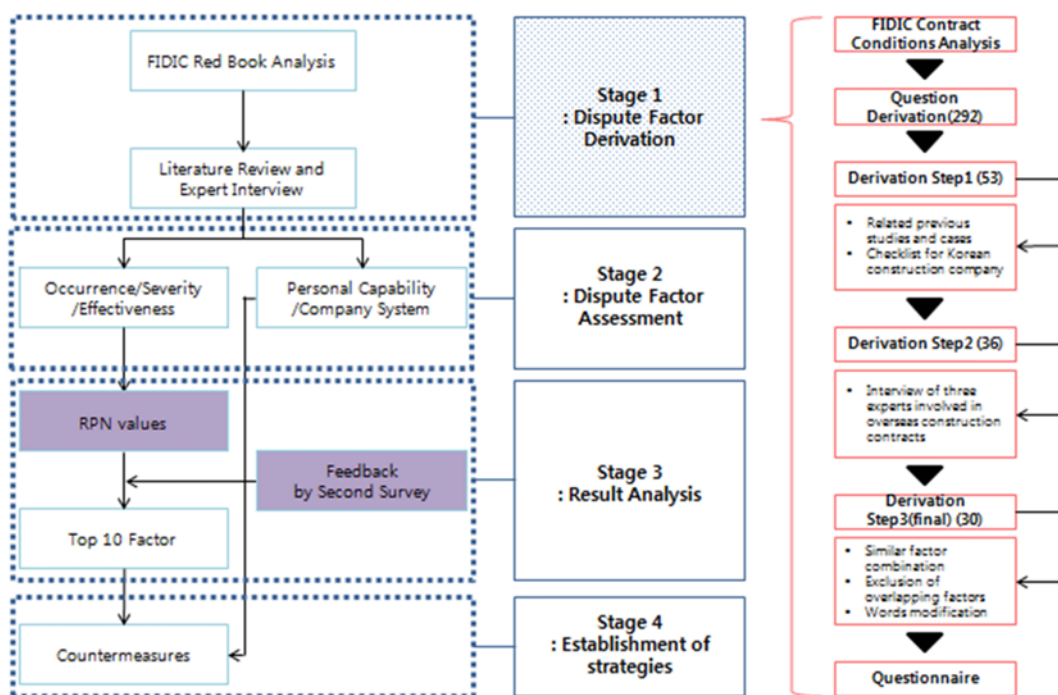 FIDIC Red Book Analysis
Literature Review and
Expert Interview
Occurrence/Severity
/Effectiveness
Personal Capability
/Company System
RPN values
Feedback
by Second Survey
Top 10 Factor
Countermeasures
Stage 1
: Dispute Factor
Derivation
Stage 2
: Dispute Factor
Assessment
Stage 3
: Result Analysis
Stage 4
: Establishment of
strategies
FIDIC Contract
Conditions Analysis
Question
Derivation(292)
Derivation Step1 (53)
• Related previous
studies and cases
• Checklist for Korean
construction company
Derivation Step2 (36)
• Interview of three
experts involved in
overseas construction
contracts
Derivation
Step3(final) (30)
• Similar factor
combination
• Exclusion of
overlapping factors
• Words modification
Questionnaire